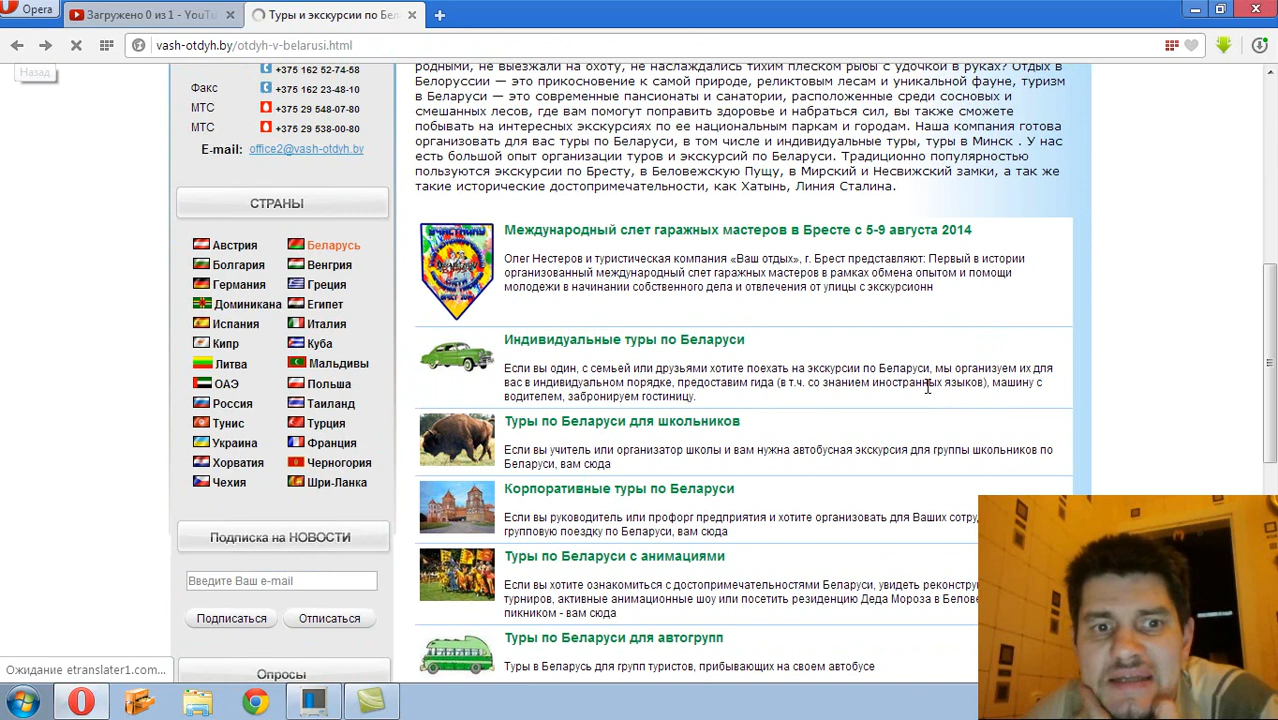 Opera
Загружено 0 из 1 - YouTu
Туры и экскурсии по Бел
vash-otdyh.by/otdyh-v-belarusi.html
Назад
+375 162 52-74-58
Факс +375 162 23-48-10
МТС +375 29 548-07-80
МТС +375 29 538-00-80
E-mail: office2@vash-otdyh.by
СТРАНЫ
Австрия Беларусь
Болгария Венгрия
Германия Греция
Доминикана Египет
Испания Италия
Кипр Куба
Литва Мальдивы
ОАЭ Польша
Россия Таиланд
Тунис Турция
Украина Франция
Хорватия Черногория
Чехия Шри-Ланка
Подписка на НОВОСТИ
Введите Ваш e-mail
Подписаться Отписаться
Опросы
Ожидание etranslater1.com...
родными, не выезжали на охоту, не наслаждались тихим плеском рыбы с удочкой в руках? Отдых в
Белоруссии — это прикосновение к самой природе, реликтовым лесам и уникальной фауне, туризм
в Беларуси — это современные пансионаты и санатории, расположенные среди сосновых и
смешанных лесов, где вам помогут поправить здоровье и набраться сил, вы также сможете
побывать на интересных экскурсиях по ее национальным паркам и городам. Наша компания готова
организовать для вас туры по Беларуси, в том числе и индивидуальные туры, туры в Минск . У нас
есть большой опыт организации туров и экскурсий по Беларуси. Традиционно популярностью
пользуются экскурсии по Бресту, в Беловежскую Пущу, в Мирский и Несвижский замки, а так же
такие исторические достопримечательности, как Хатынь, Линия Сталина.
Международный слет гаражных мастеров в Бресте с 5-9 августа 2014
Олег Нестеров и туристическая компания «Ваш отдых», г. Брест представляют: Первый в истории
организованный международный слет гаражных мастеров в рамках обмена опытом и помощи
молодежи в начинании собственного дела и отвлечения от улицы с экскурсионн
Индивидуальные туры по Беларуси
Если вы один, с семьей или друзьями хотите поехать на экскурсии по Беларуси, мы организуем их для
вас в индивидуальном порядке, предоставим гида (в т.ч. со знанием иностранных языков), машину с
водителем, забронируем гостиницу.
Туры по Беларуси для школьников
Если вы учитель или организатор школы и вам нужна автобусная экскурсия для группы школьников по
Беларуси, вам сюда
Корпоративные туры по Беларуси
Если вы руководитель или профорг предприятия и хотите организовать для Ваших сотру
групповую поездку по Беларуси, вам сюда
Туры по Беларуси с анимациями
Если вы хотите ознакомиться с достопримечательностями Беларуси, увидеть реконстру
турниров, активные анимационные шоу или посетить резиденцию Деда Мороза в Белове
пикником - вам сюда
Туры по Беларуси для автогрупп
Туры в Беларусь для групп туристов, прибывающих на своем автобусе